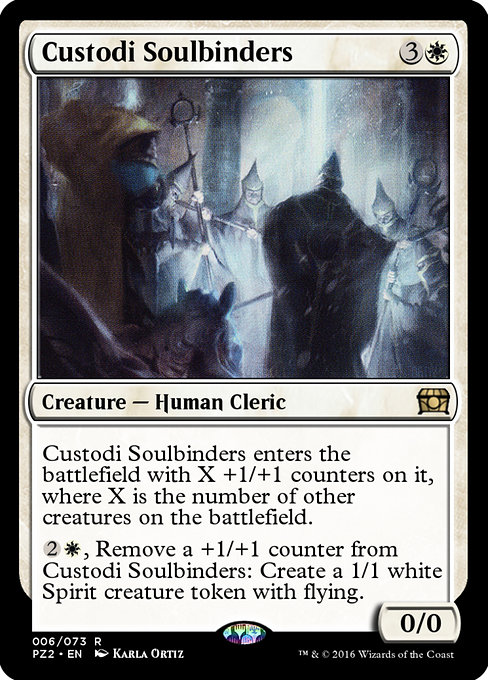 Custodi Soulbinders 3
Creature — Human Cleric
Custodi Soulbinders enters the
battlefield with X +1/+1 counters on it,
where X is the number of other
creatures on the battlefield.
2 , Remove a +1/+1 counter from
Custodi Soulbinders: Create a 1/1 white
Spirit creature token with flying.
0/0
006/073 R
PZ2 • EN Karla Ortiz
™ & © 2016 Wizards of the Coast